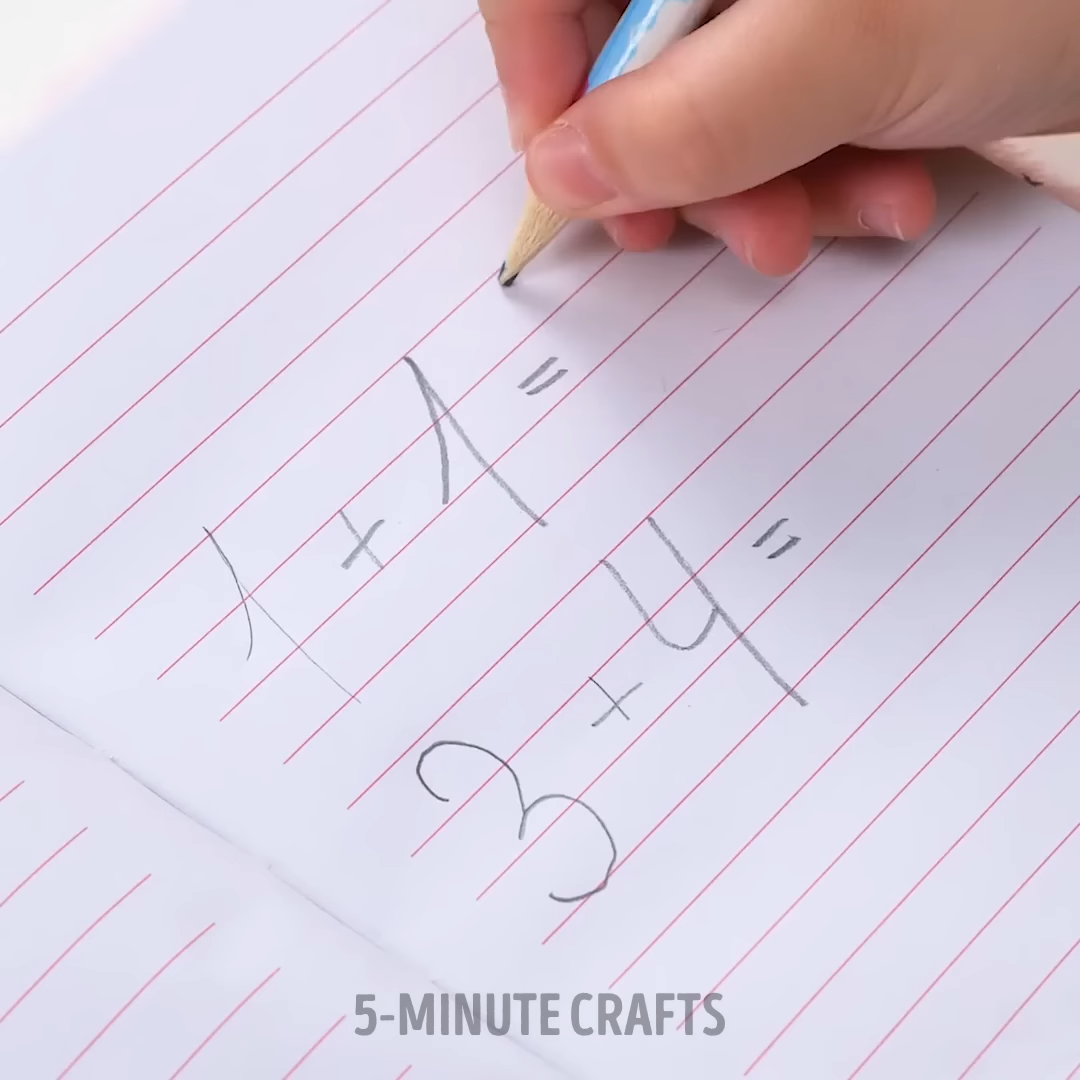 1 + 1 =
3 + 4 =
5-MINUTE CRAFTS